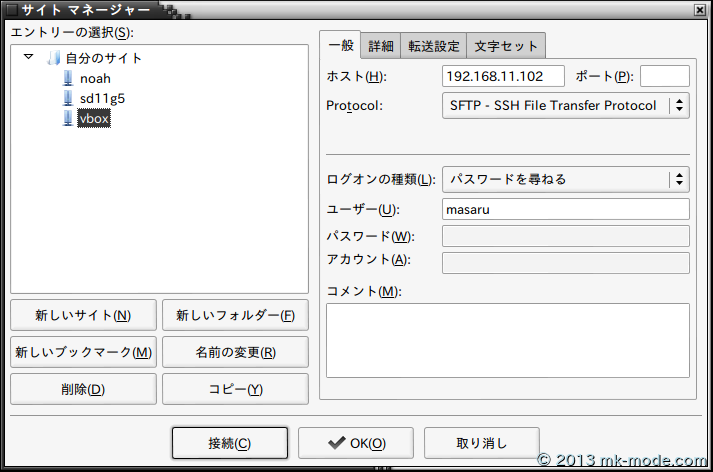 サイト マネージャー
エントリーの選択(S):
自分のサイト
noah
sd11g5
vbox
新しいサイト(N)
新しいフォルダー(F)
新しいブックマーク(M)
名前の変更(R)
削除(D)
コピー(Y)
一般 詳細 転送設定 文字セット
ホスト(H): 192.168.11.102 ポート(P):
Protocol: SFTP - SSH File Transfer Protocol
ログオンの種類(L): パスワードを尋ねる
ユーザー(U): masaru
パスワード(W):
アカウント(A):
コメント(M):
接続(C) OK(O) 取り消し
© 2013 mk-mode.com